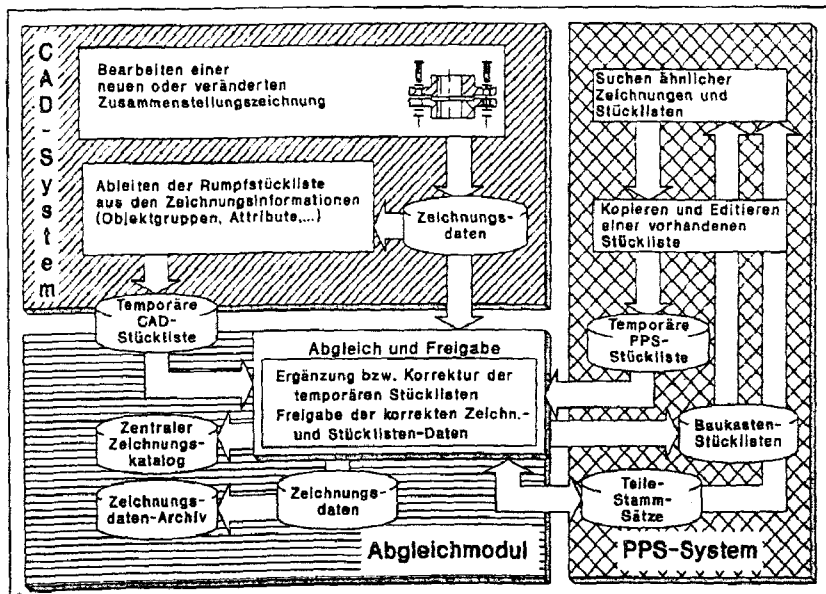 CAD-System
Bearbeiten einer
neuen oder veränderten
Zusammenstellungszeichnung
Ableiten der Rumpfstückliste
aus den Zeichnungsinformationen
(Objektgruppen, Attribute,...)
Zeichnungs-
daten
Temporäre
CAD-
Stückliste
Abgleich und Freigabe
Ergänzung bzw. Korrektur der
temporären Stücklisten
Freigabe der korrekten Zeichn.-
und Stücklisten-Daten
Zentraler
Zeichnungs-
katalog
Zeichnungs-
daten-Archiv
Zeichnungs-
daten
Abgleichmodul
Suchen ähnlicher
Zeichnungen und
Stücklisten
Kopieren und Editieren
einer vorhandenen
Stückliste
Temporäre
PPS-
Stückliste
Baukasten-
Stücklisten
Teile-
Stamm-
Sätze
PPS-System